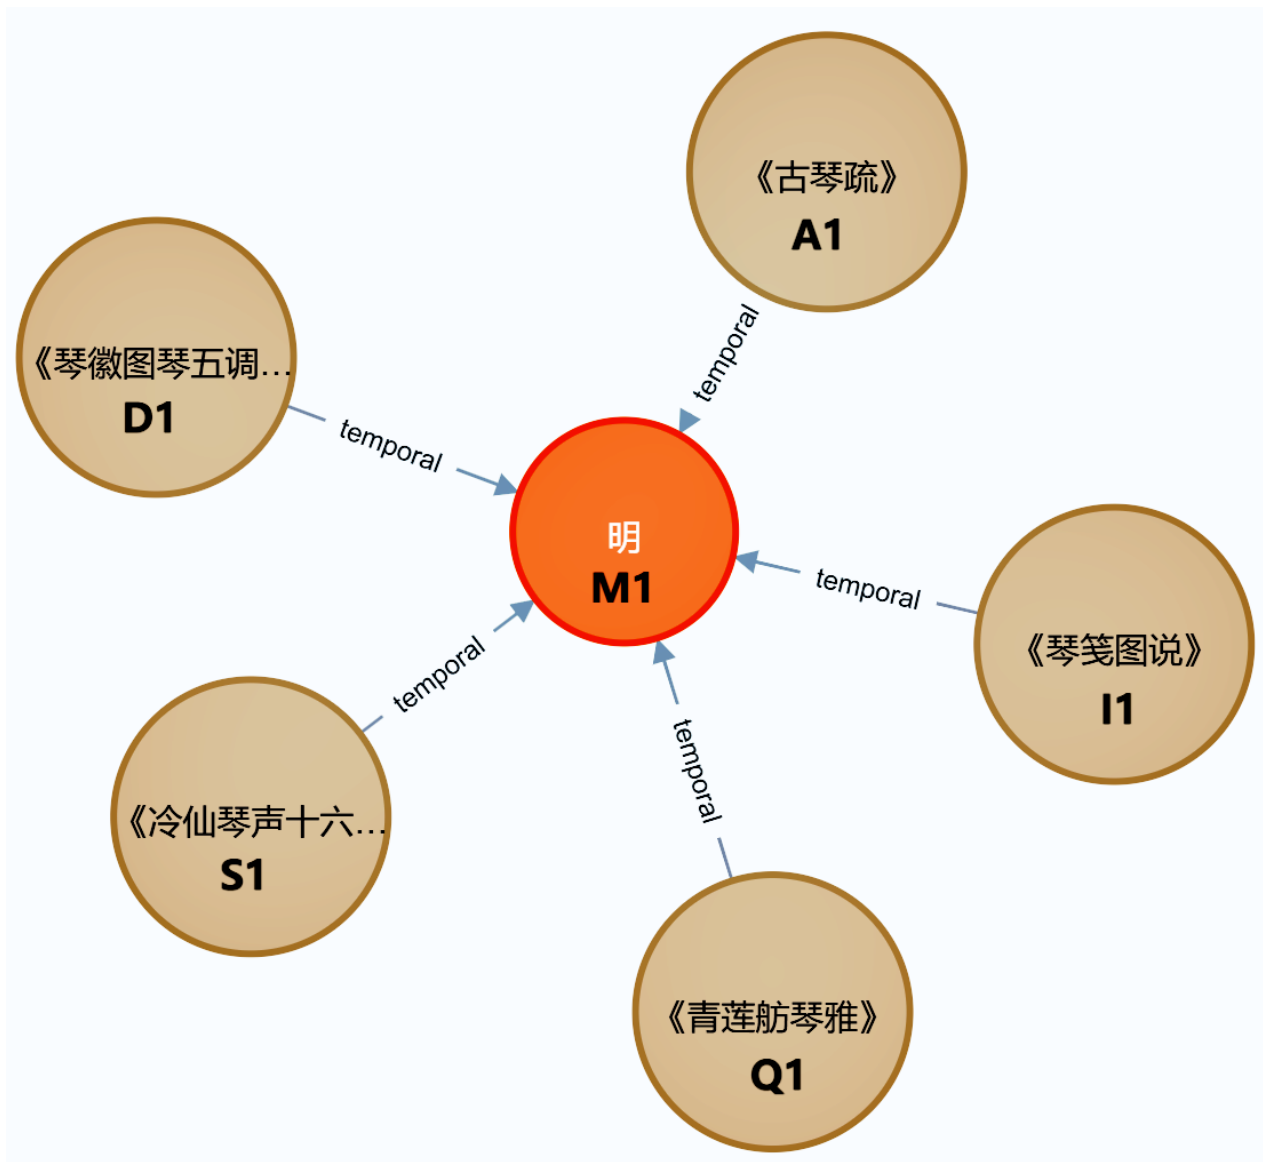 《古琴疏》
A1
temporal
《琴徽图琴五调...
D1
temporal
明
M1
temporal
《琴笺图说》
I1
temporal
《冷仙琴声十六...
S1
temporal
《青莲舫琴雅》
Q1